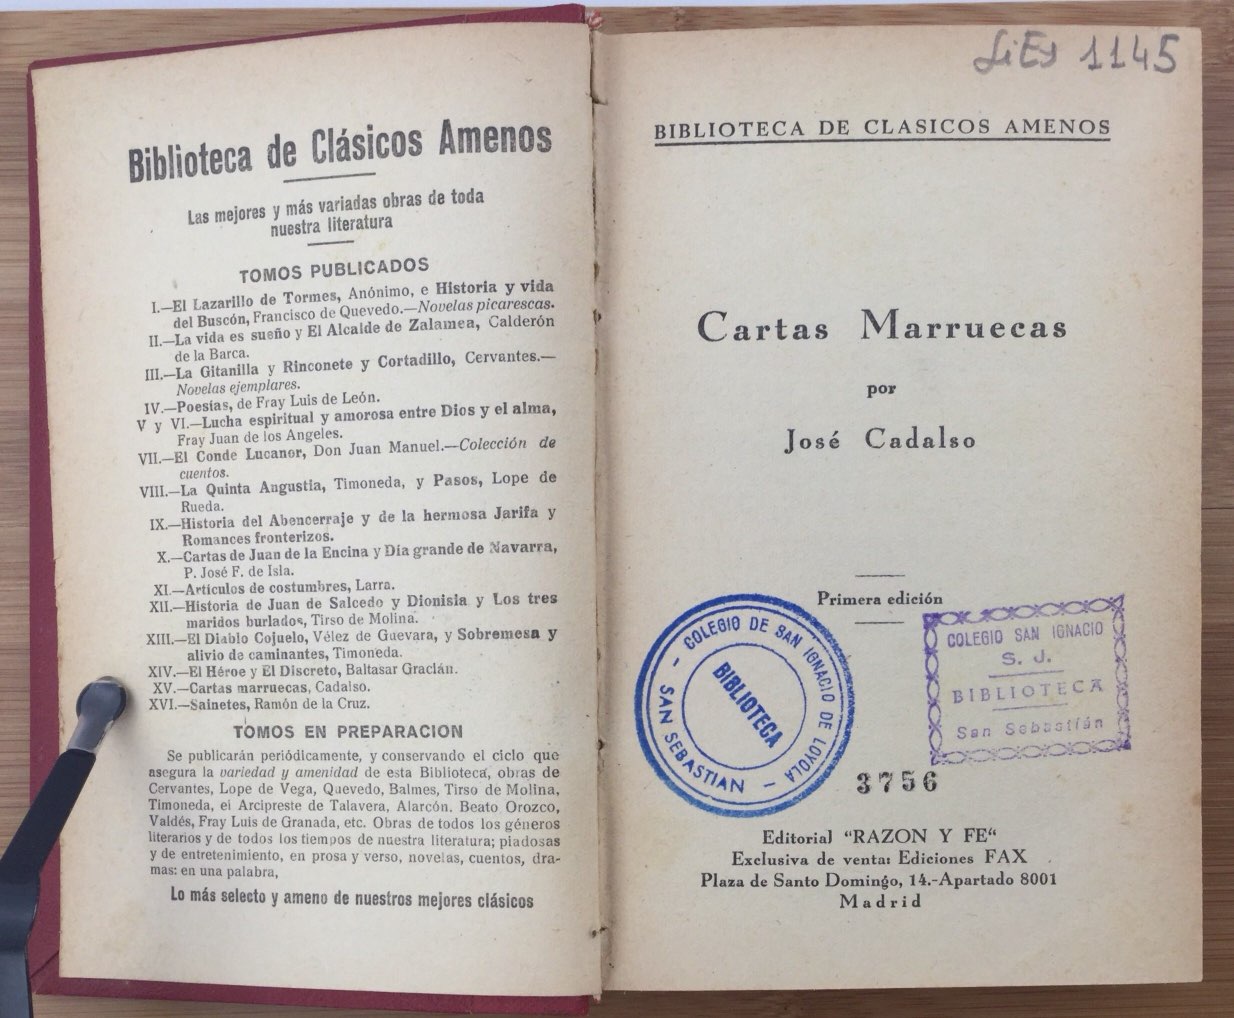 Biblioteca de Clásicos Amenos
Las mejores y más variadas obras de toda
nuestra literatura
TOMOS PUBLICADOS
I.—El Lazarillo de Tormes, Anónimo, e Historia y vida
del Buscón, Francisco de Quevedo.—Novelas picarescas.
II.—La vida es sueño y El Alcalde de Zalamea, Calderón
de la Barca.
III.—La Gitanilla y Rinconete y Cortadillo, Cervantes.—
Novelas ejemplares.
IV.—Poesías, de Fray Luis de León.
V y VI.—Lucha espiritual y amorosa entre Dios y el alma,
Fray Juan de los Angeles.
VII.—El Conde Lucanor, Don Juan Manuel.—Colección de
cuentos.
VIII.—La Quinta Angustia, Timoneda, y Pasos, Lope de
Rueda.
IX.—Historia del Abencerraje y de la hermosa Jarifa y
Romances fronterizos.
X.—Cartas de Juan de la Encina y Día grande de Navarra,
P. José F. de Isla.
XI.—Artículos de costumbres, Larra.
XII.—Historia de Juan de Salcedo y Dionisia y Los tres
maridos burlados, Tirso de Molina.
XIII.—El Diablo Cojuelo, Vélez de Guevara, y Sobremesa y
alivio de caminantes, Timoneda.
XIV.—El Héroe y El Discreto, Baltasar Gracián.
XV.—Cartas marruecas, Cadalso.
XVI.—Sainetes, Ramón de la Cruz.
TOMOS EN PREPARACION
Se publicarán periódicamente, y conservando el ciclo que
asegura la variedad y amenidad de esta Biblioteca, obras de
Cervantes, Lope de Vega, Quevedo, Balmes, Tirso de Molina,
Timoneda, el Arcipreste de Talavera, Alarcón, Beato Orozco,
Valdés, Fray Luis de Granada, etc. Obras de todos los géneros
literarios y de todos los tiempos de nuestra literatura; piadosas
y de entretenimiento, en prosa y verso, novelas, cuentos, dra-
mas: en una palabra,
Lo más selecto y ameno de nuestros mejores clásicos
1145
BIBLIOTECA DE CLASICOS AMENOS
Cartas Marruecas
por
José Cadalso
Primera edición
COLEGIO DE SAN IGNACIO DE LOYOLA
BIBLIOTECA
SAN SEBASTIAN
COLEGIO SAN IGNACIO
S. J.
BIBLIOTECA
San Sebastián
3756
Editorial "RAZON Y FE"
Exclusiva de venta: Ediciones FAX
Plaza de Santo Domingo, 14.-Apartado 8001
Madrid